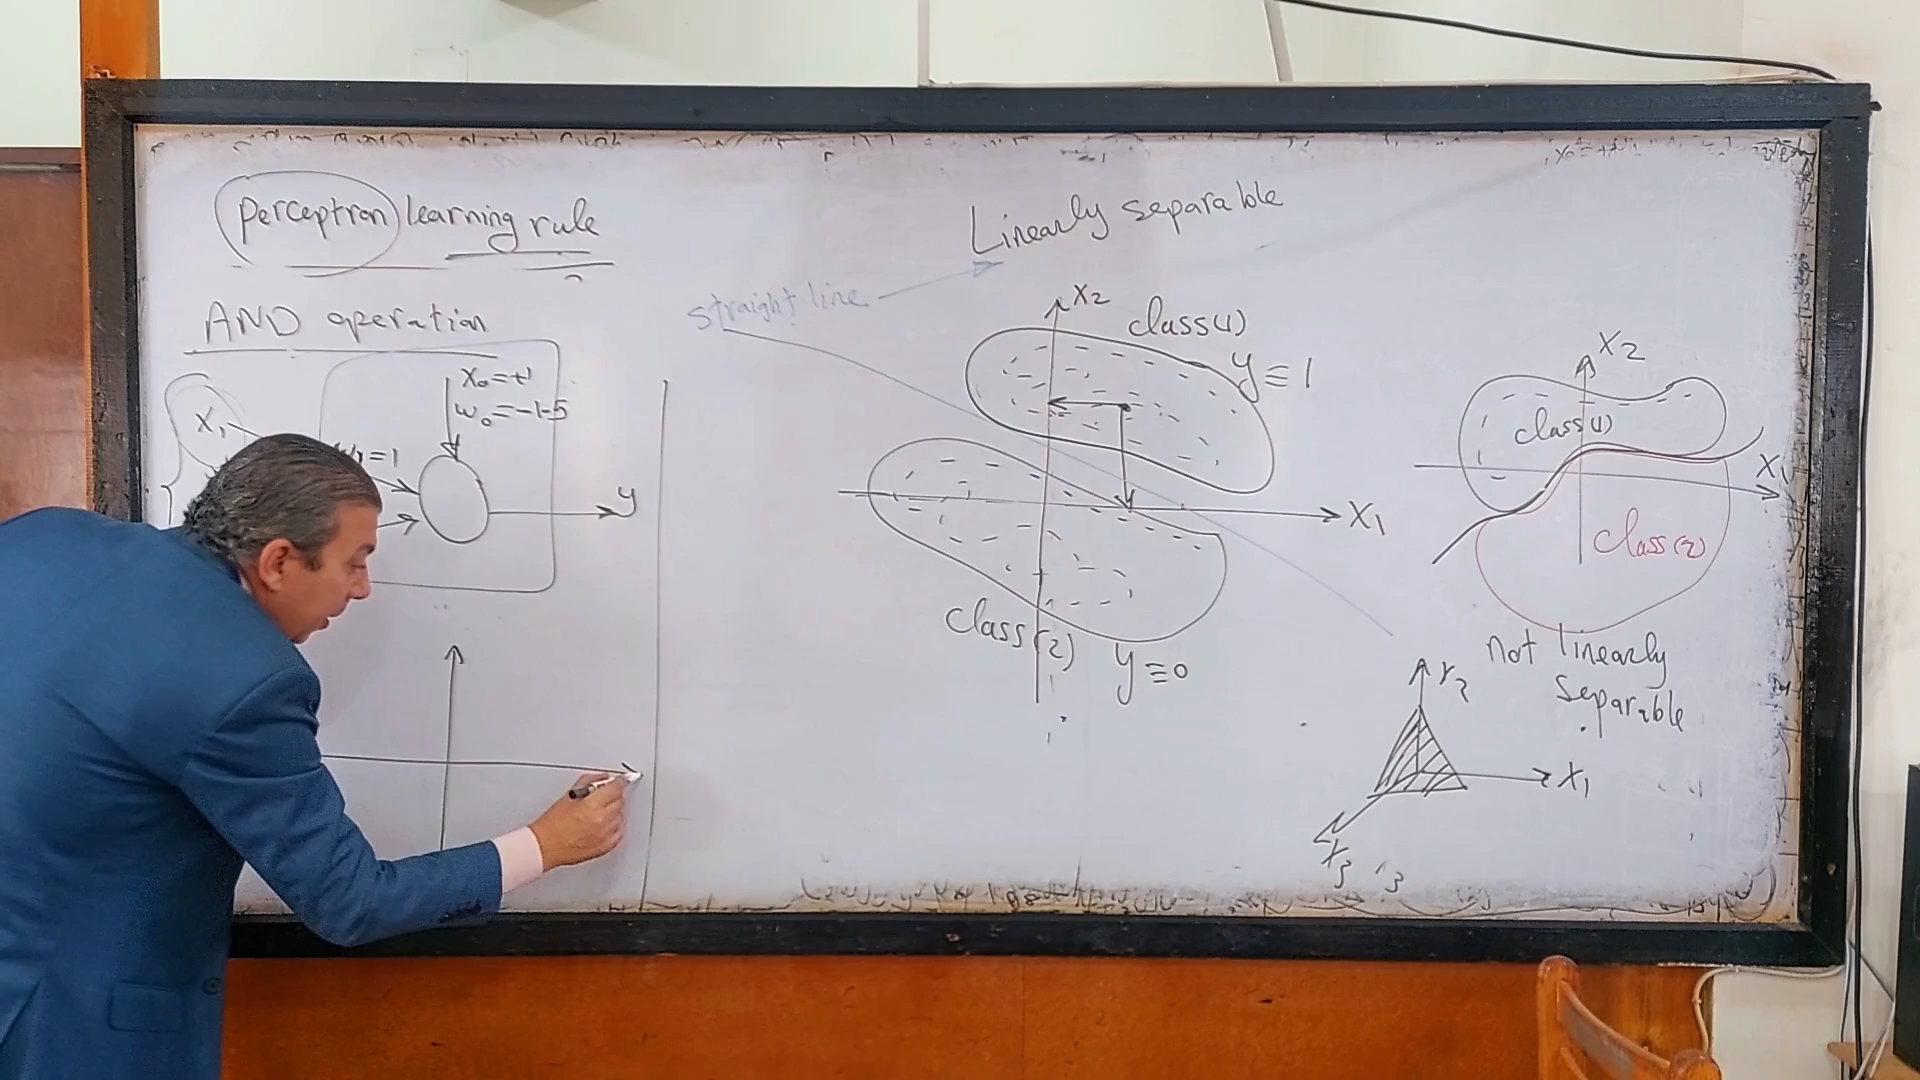 perceptron learning rule
AND operation
X₀=+1
w₀=-1.5
X₁
=1
y
Linearly separable
straight line
X₂
class(1)
y≡1
X₁
class(2)
y≡0
X₂
class(1)
X₁
class(2)
not linearly
separable
X₁
X₃